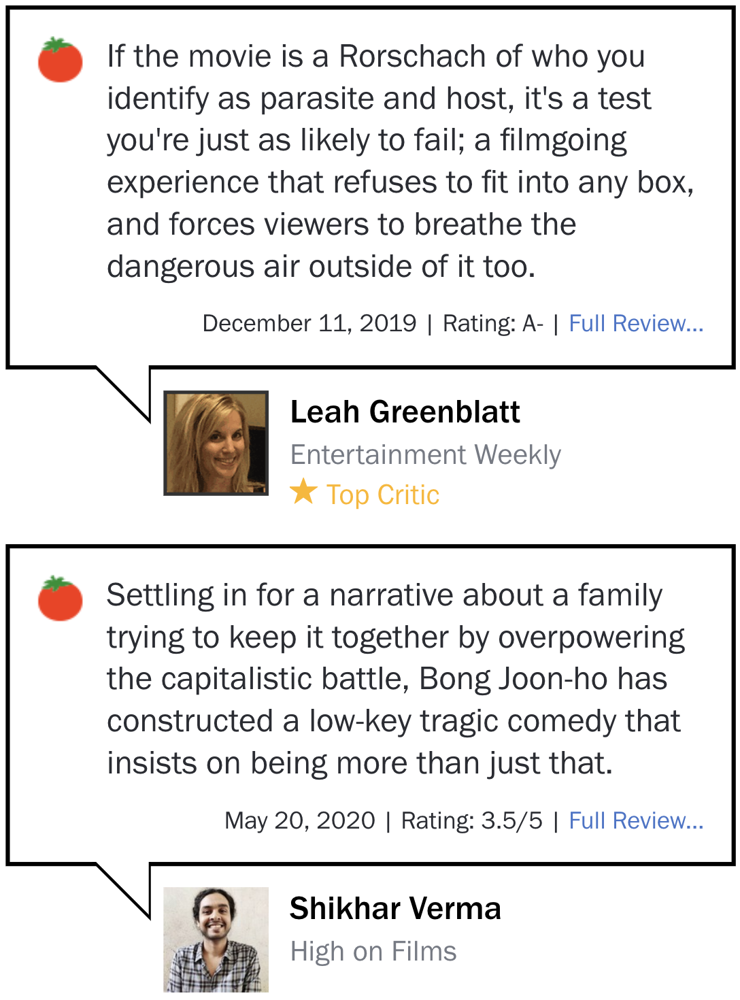 If the movie is a Rorschach of who you
identify as parasite and host, it's a test
you're just as likely to fail; a filmgoing
experience that refuses to fit into any box,
and forces viewers to breathe the
dangerous air outside of it too.
December 11, 2019 | Rating: A- | Full Review...
Leah Greenblatt
Entertainment Weekly
Top Critic
Settling in for a narrative about a family
trying to keep it together by overpowering
the capitalistic battle, Bong Joon-ho has
constructed a low-key tragic comedy that
insists on being more than just that.
May 20, 2020 | Rating: 3.5/5 | Full Review...
Shikhar Verma
High on Films